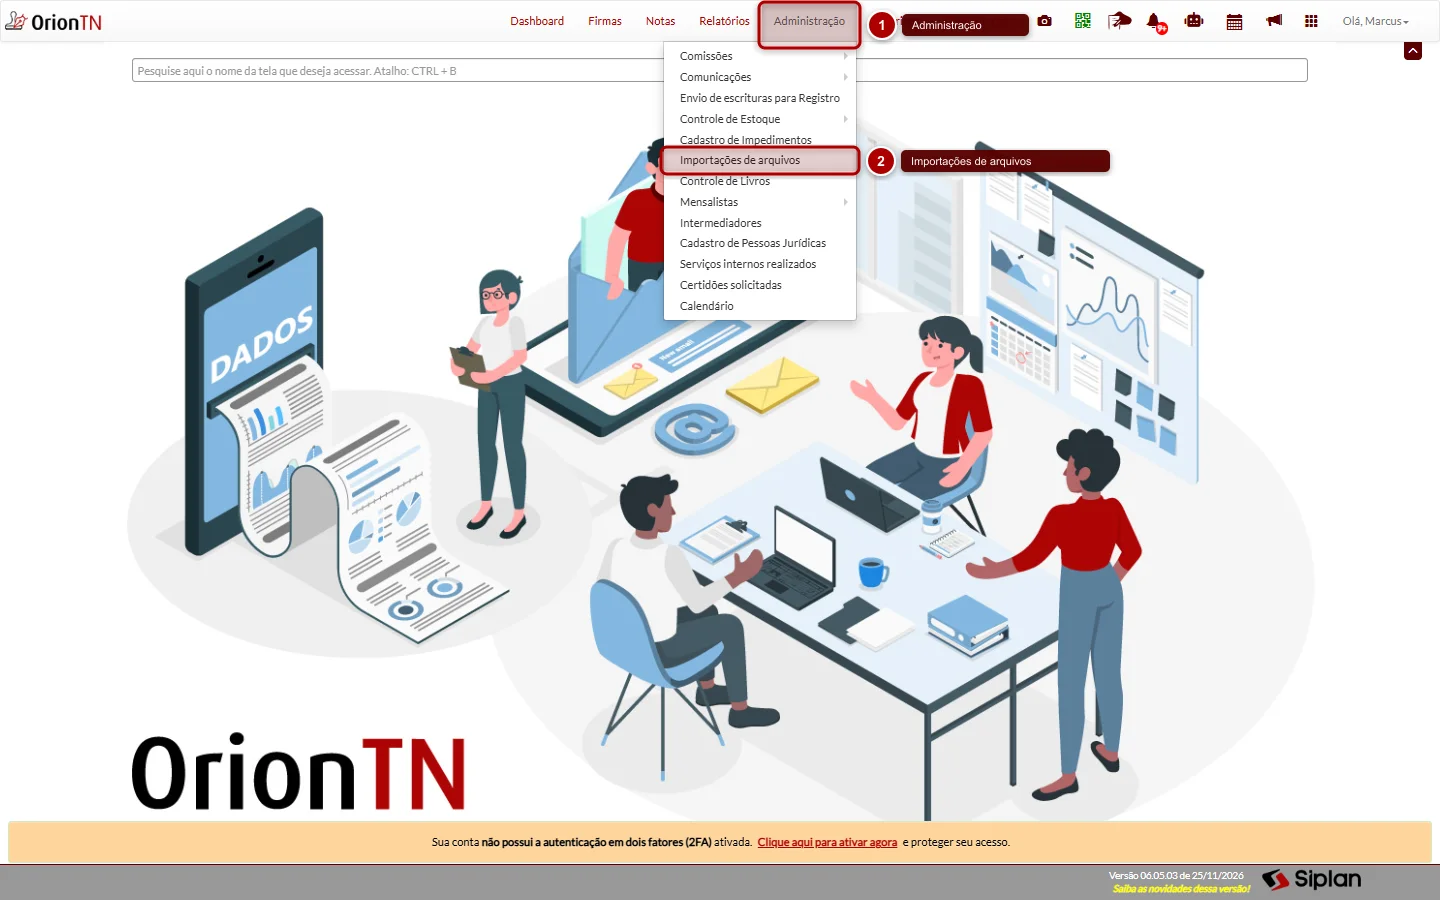 OrionTN
Dashboard
Firmas
Notas
Relatórios
Administração
1
Administração
9+
Olá, Marcus
Pesquise aqui o nome da tela que deseja acessar. Atalho: CTRL + B
Comissões
Comunicações
Envio de escrituras para Registro
Controle de Estoque
Cadastro de Impedimentos
Importações de arquivos
2
Importações de arquivos
Controle de Livros
Mensalistas
Intermediadores
Cadastro de Pessoas Jurídicas
Serviços internos realizados
Certidões solicitadas
Calendário
DADOS
New email
@
OrionTN
Sua conta não possui a autenticação em dois fatores (2FA) ativada. Clique aqui para ativar agora e proteger seu acesso.
Versão 06.05.03 de 25/11/2026
Saiba as novidades dessa versão!
Siplan